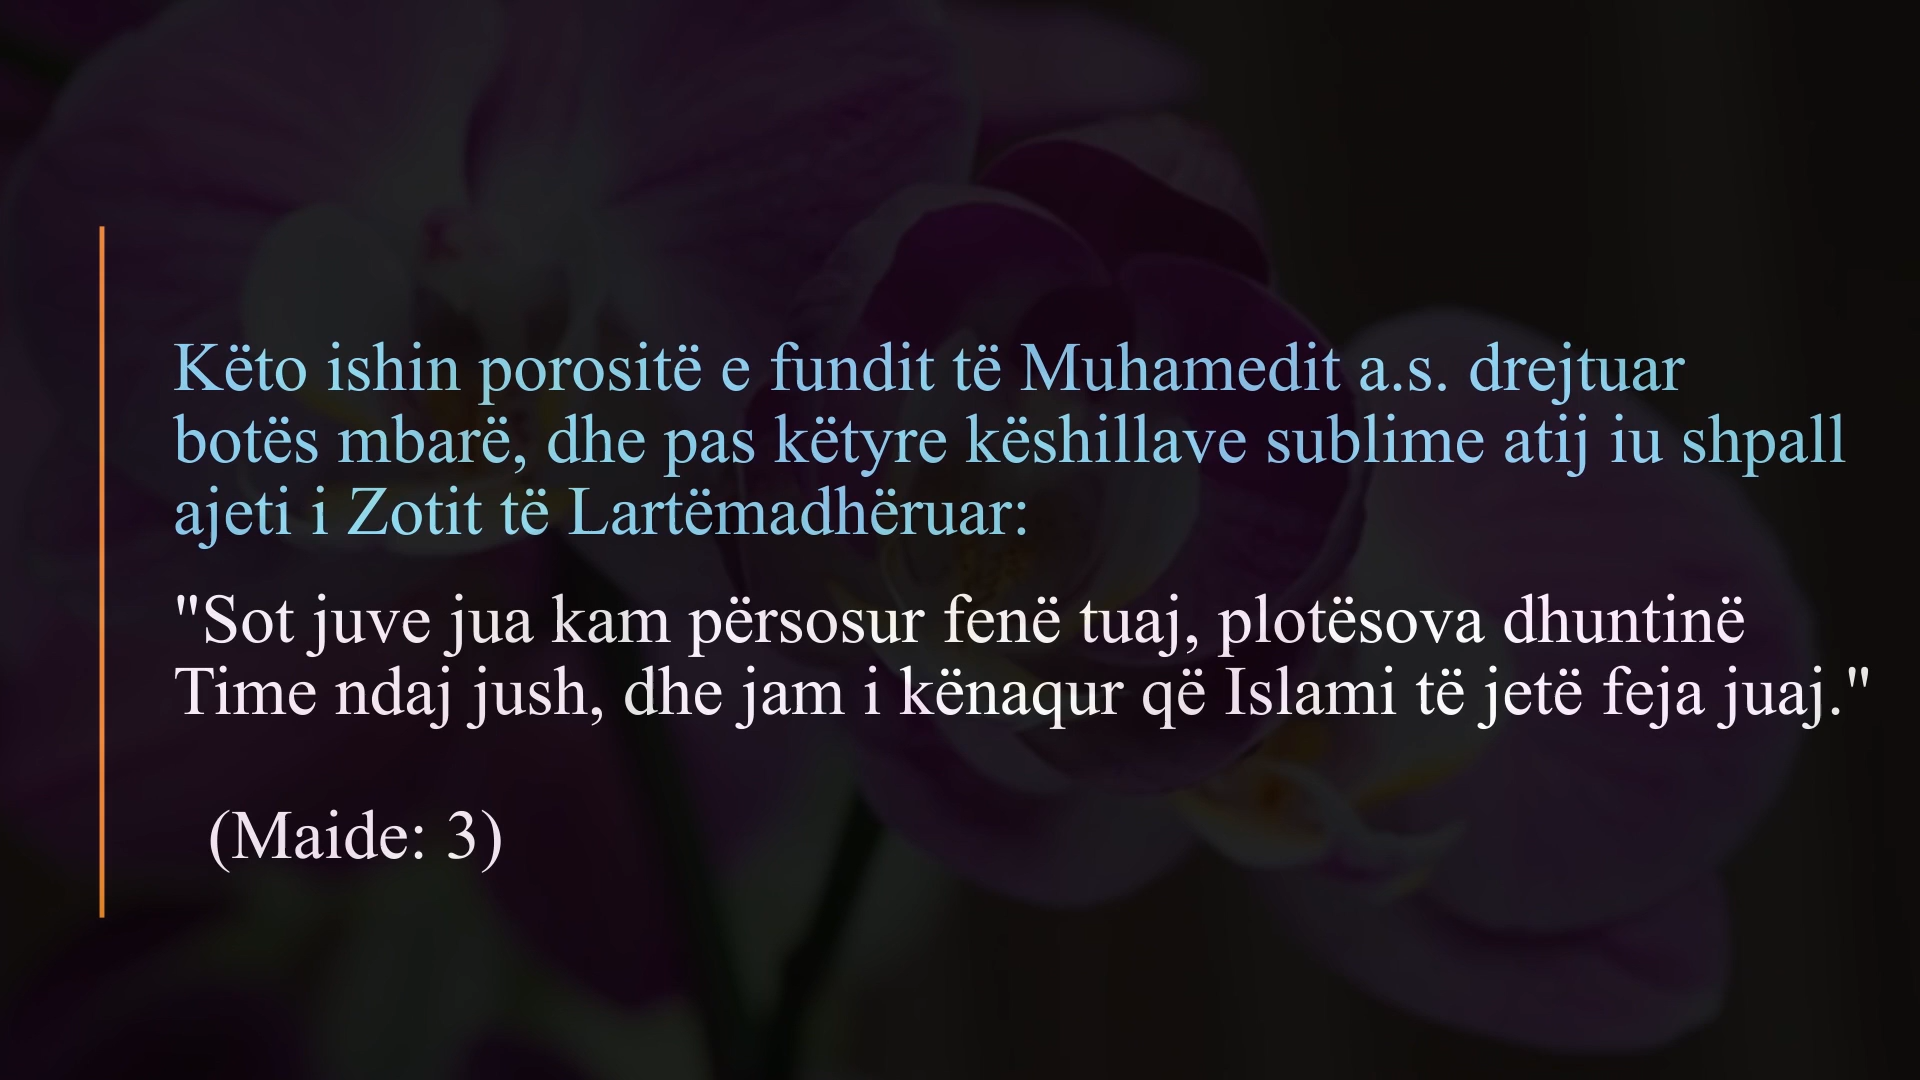 Këto ishin porositë e fundit të Muhamedit a.s. drejtuar
botës mbarë, dhe pas këtyre këshillave sublime atij iu shpall
ajeti i Zotit të Lartëmadhëruar:
"Sot juve jua kam përsosur fenë tuaj, plotësova dhuntinë
Time ndaj jush, dhe jam i kënaqur që Islami të jetë feja juaj."
(Maide: 3)